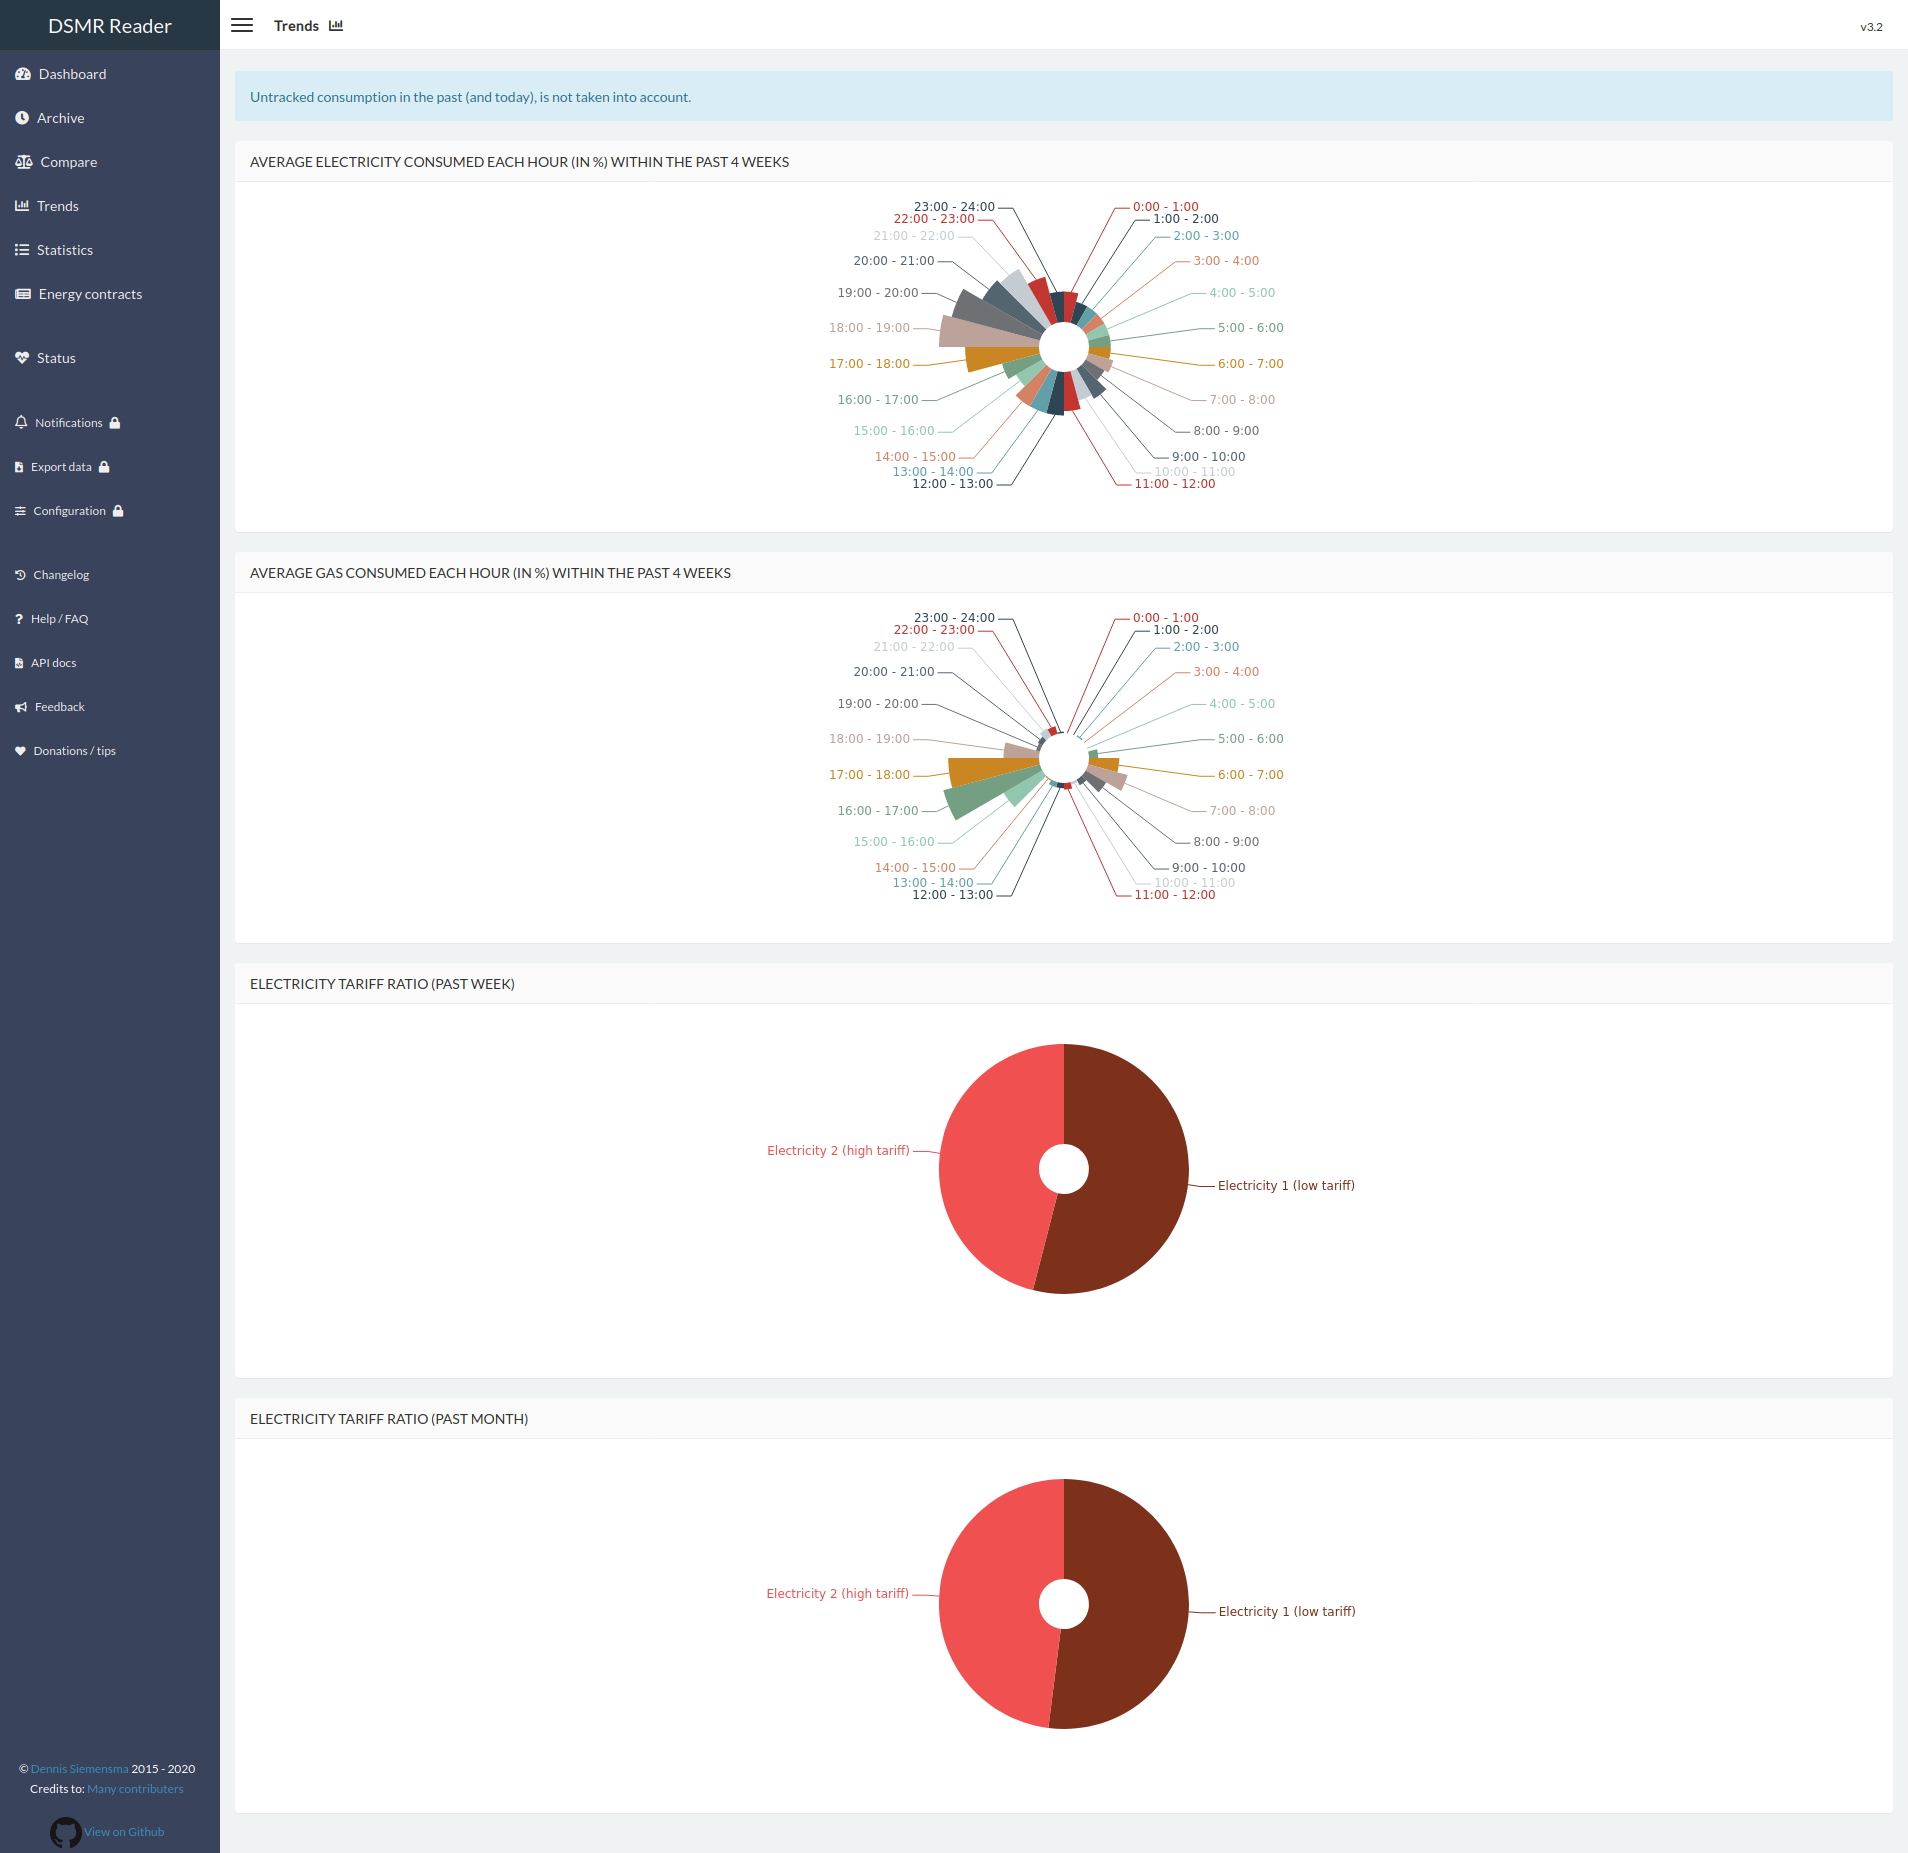 DSMR Reader
Dashboard
Archive
Compare
Trends
Statistics
Energy contracts
Status
Notifications
Export data
Configuration
Changelog
Help / FAQ
API docs
Feedback
Donations / tips
© Dennis Siemensma 2015 - 2020
Credits to: Many contributers
View on Github
Trends
v3.2
Untracked consumption in the past (and today), is not taken into account.
AVERAGE ELECTRICITY CONSUMED EACH HOUR (IN %) WITHIN THE PAST 4 WEEKS
23:00 - 24:00
0:00 - 1:00
22:00 - 23:00
1:00 - 2:00
21:00 - 22:00
2:00 - 3:00
20:00 - 21:00
3:00 - 4:00
19:00 - 20:00
4:00 - 5:00
18:00 - 19:00
5:00 - 6:00
17:00 - 18:00
6:00 - 7:00
16:00 - 17:00
7:00 - 8:00
15:00 - 16:00
8:00 - 9:00
14:00 - 15:00
9:00 - 10:00
13:00 - 14:00
10:00 - 11:00
12:00 - 13:00
11:00 - 12:00
AVERAGE GAS CONSUMED EACH HOUR (IN %) WITHIN THE PAST 4 WEEKS
23:00 - 24:00
0:00 - 1:00
22:00 - 23:00
1:00 - 2:00
21:00 - 22:00
2:00 - 3:00
20:00 - 21:00
3:00 - 4:00
19:00 - 20:00
4:00 - 5:00
18:00 - 19:00
5:00 - 6:00
17:00 - 18:00
6:00 - 7:00
16:00 - 17:00
7:00 - 8:00
15:00 - 16:00
8:00 - 9:00
14:00 - 15:00
9:00 - 10:00
13:00 - 14:00
10:00 - 11:00
12:00 - 13:00
11:00 - 12:00
ELECTRICITY TARIFF RATIO (PAST WEEK)
Electricity 2 (high tariff)
Electricity 1 (low tariff)
ELECTRICITY TARIFF RATIO (PAST MONTH)
Electricity 2 (high tariff)
Electricity 1 (low tariff)